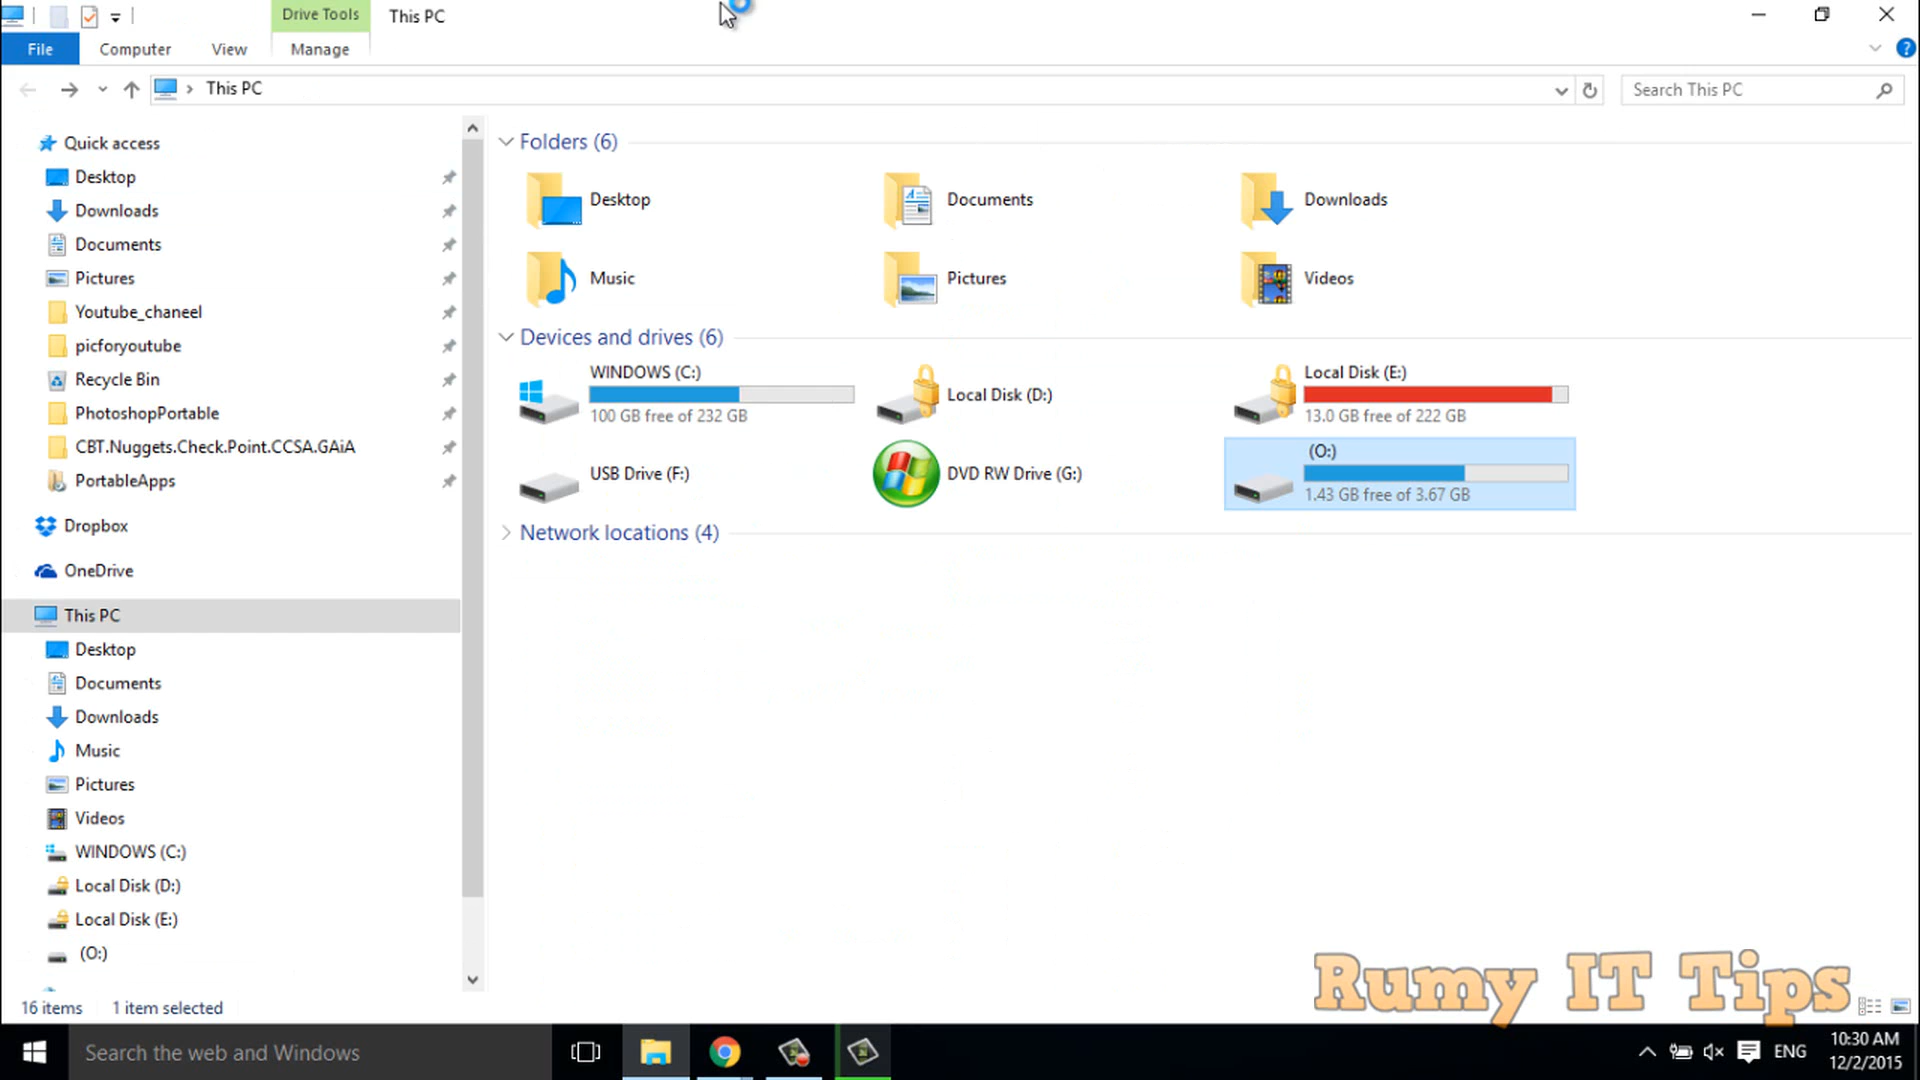 Drive Tools
This PC
File
Computer
View
Manage
?
This PC
Search This PC
Quick access
Desktop
Downloads
Documents
Pictures
Youtube_chaneel
picforyoutube
Recycle Bin
PhotoshopPortable
CBT.Nuggets.Check.Point.CCSA.GAiA
PortableApps
Dropbox
OneDrive
This PC
Desktop
Documents
Downloads
Music
Pictures
Videos
WINDOWS (C:)
Local Disk (D:)
Local Disk (E:)
(O:)
Folders (6)
Desktop
Documents
Downloads
Music
Pictures
Videos
Devices and drives (6)
WINDOWS (C:)
100 GB free of 232 GB
Local Disk (D:)
Local Disk (E:)
13.0 GB free of 222 GB
USB Drive (F:)
DVD RW Drive (G:)
(O:)
1.43 GB free of 3.67 GB
Network locations (4)
16 items
1 item selected
Rumy IT Tips
Search the web and Windows
ENG
10:30 AM
12/2/2015